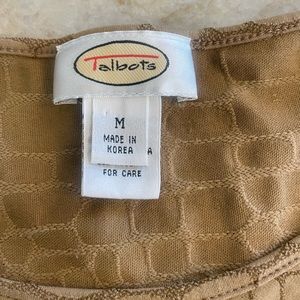 Talbots
M
MADE IN
KOREA
A
FOR CARE